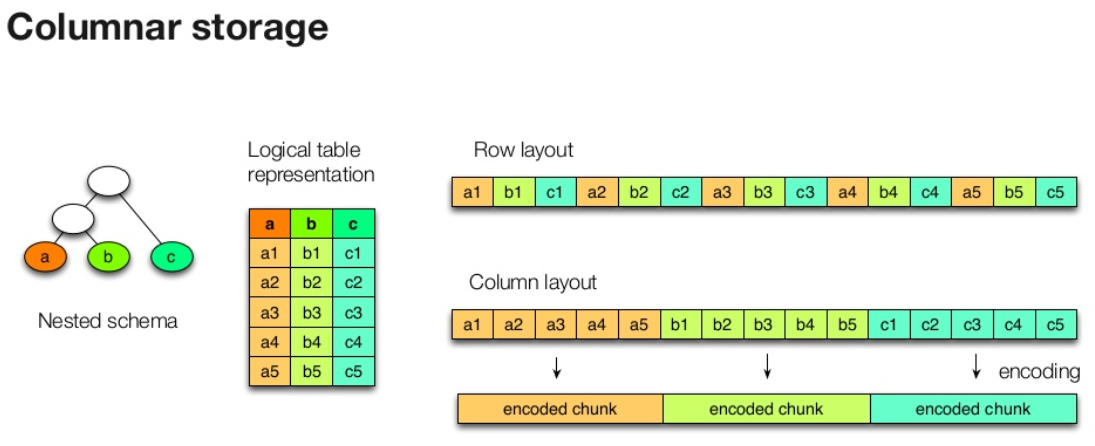 Columnar storage
a
b
c
Nested schema
Logical table
representation
a b c
a1 b1 c1
a2 b2 c2
a3 b3 c3
a4 b4 c4
a5 b5 c5
Row layout
a1 b1 c1 a2 b2 c2 a3 b3 c3 a4 b4 c4 a5 b5 c5
Column layout
a1 a2 a3 a4 a5 b1 b2 b3 b4 b5 c1 c2 c3 c4 c5
encoding
encoded chunk encoded chunk encoded chunk